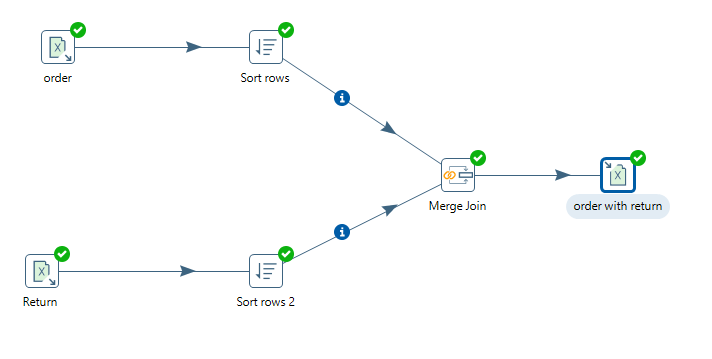 order
Sort rows
Merge Join
order with return
Return
Sort rows 2